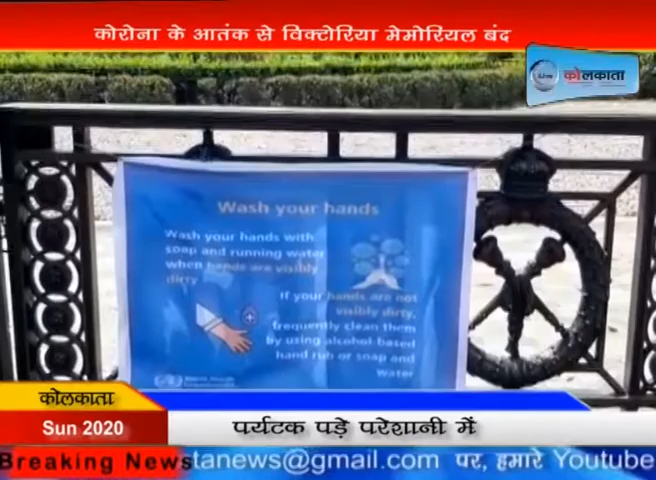 कोरोना के आतंक से विक्टोरिया मेमोरियल बंद
कोलकाता
Wash your hands
Wash your hands with
soap and running water
when hands are visibly
dirty
If your hands are not
visibly dirty,
frequently clean them
by using alcohol-based
hand rub or soap and
water
कोलकाता
Sun 2020
पर्यटक पड़े परेशानी में
Breaking News
tanews@gmail.com पर, हमारे YouTube